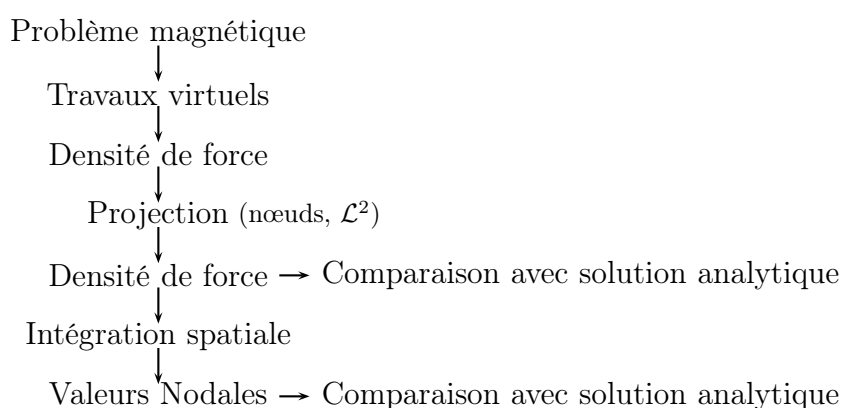 Problème magnétique
Travaux virtuels
Densité de force
Projection (nœuds, ℒ²)
Densité de force → Comparaison avec solution analytique
Intégration spatiale
Valeurs Nodales → Comparaison avec solution analytique